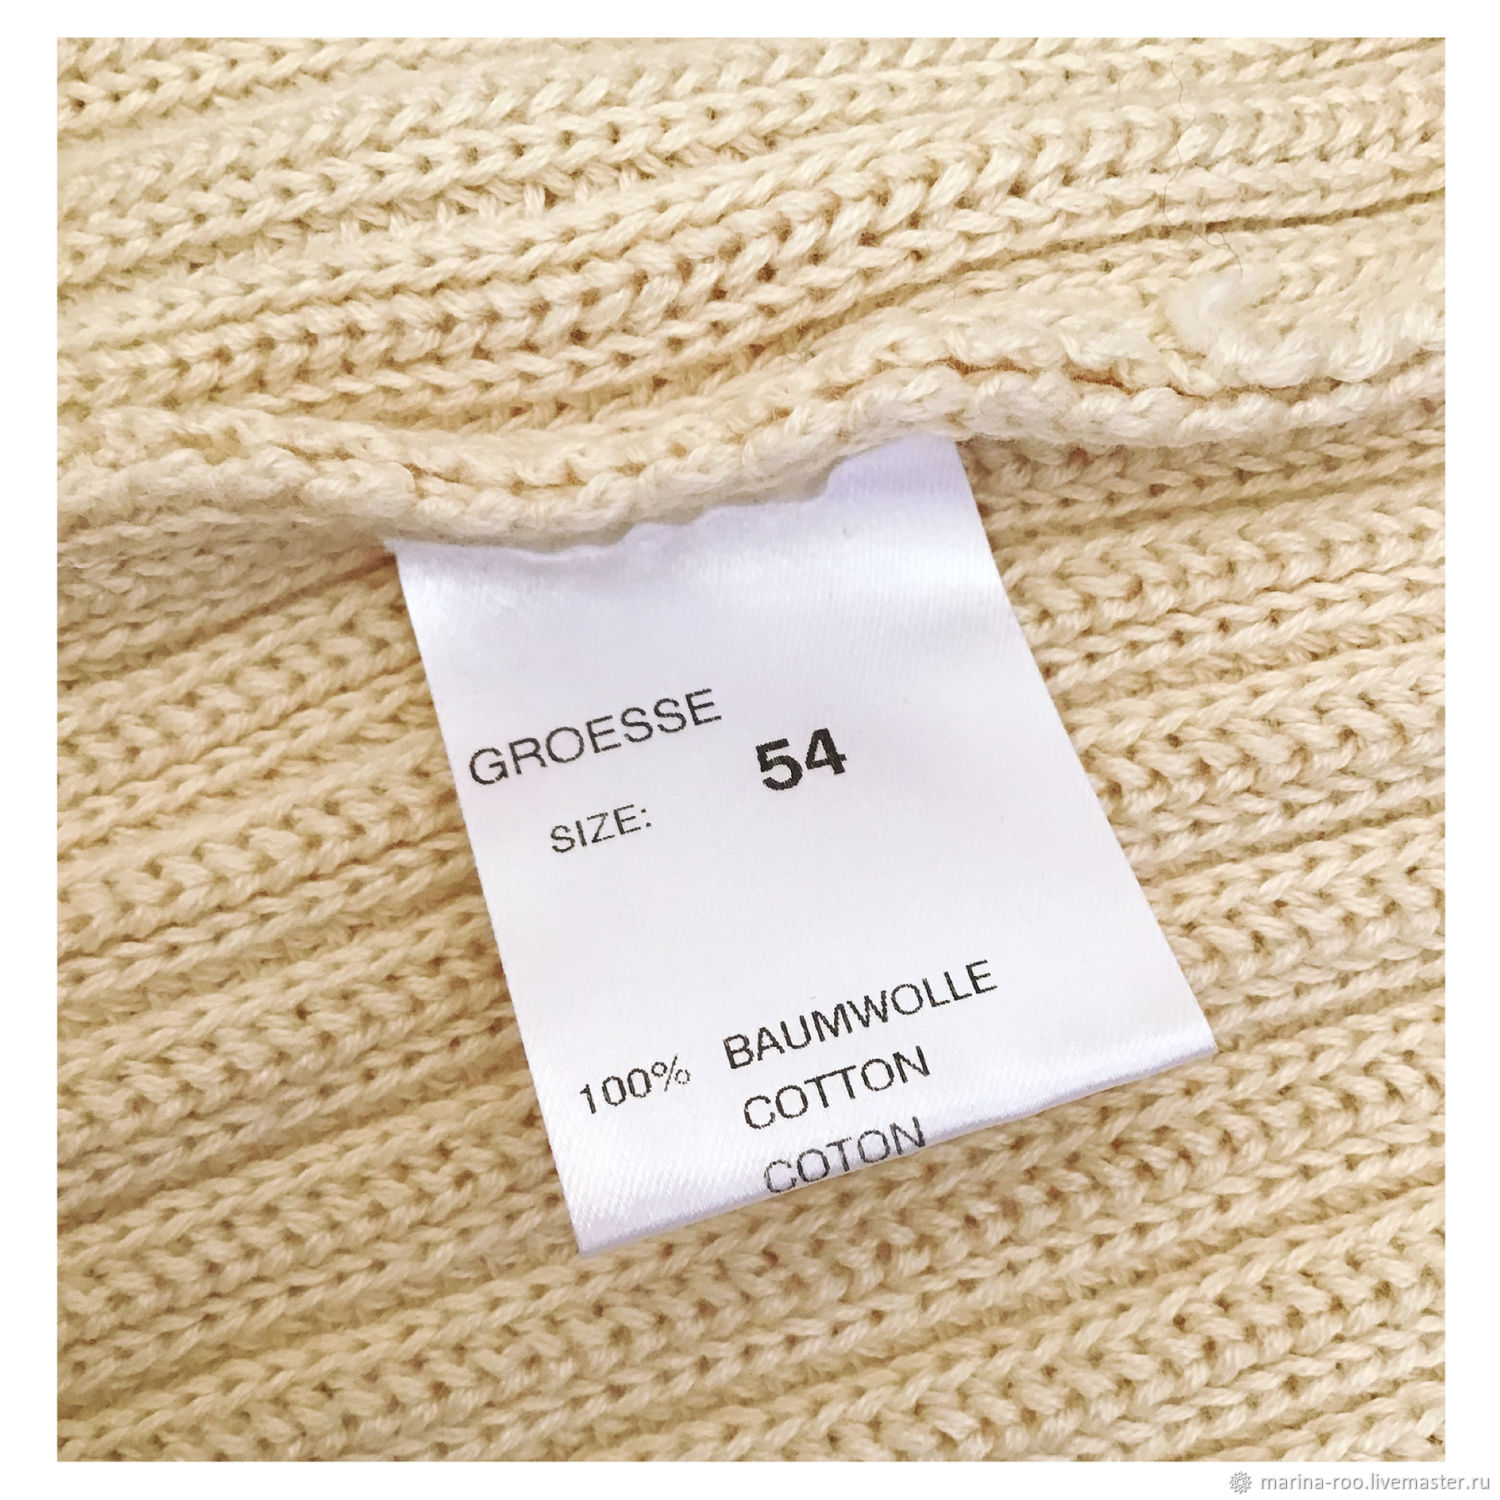 GROESSE
54
SIZE:
100% BAUMWOLLE
COTTON
COTON
marina-roo.livemaster.ru